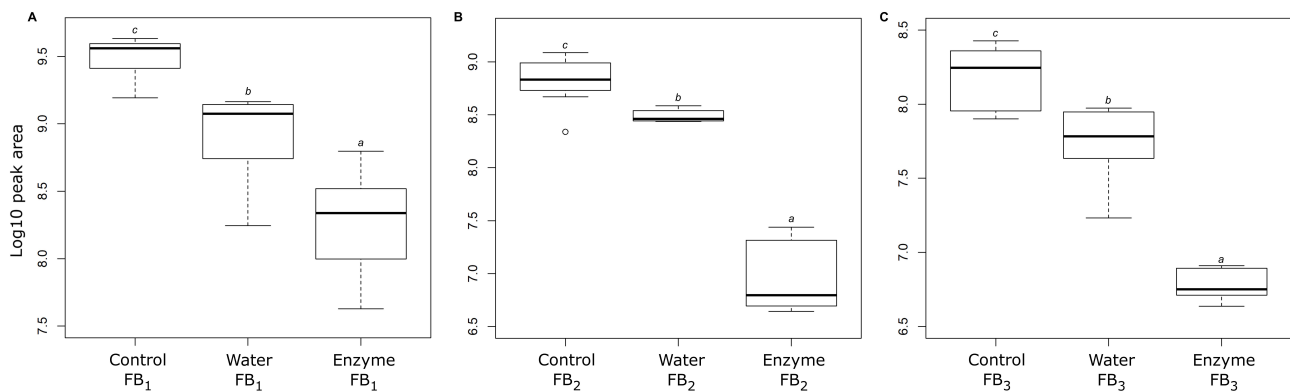 A
Log10 peak area
9.5
9.0
8.5
8.0
7.5
c
b
a
Control
FB₁
Water
FB₁
Enzyme
FB₁
B
9.0
8.5
8.0
7.5
7.0
6.5
c
b
a
Control
FB₂
Water
FB₂
Enzyme
FB₂
C
8.5
8.0
7.5
7.0
6.5
c
b
a
Control
FB₃
Water
FB₃
Enzyme
FB₃